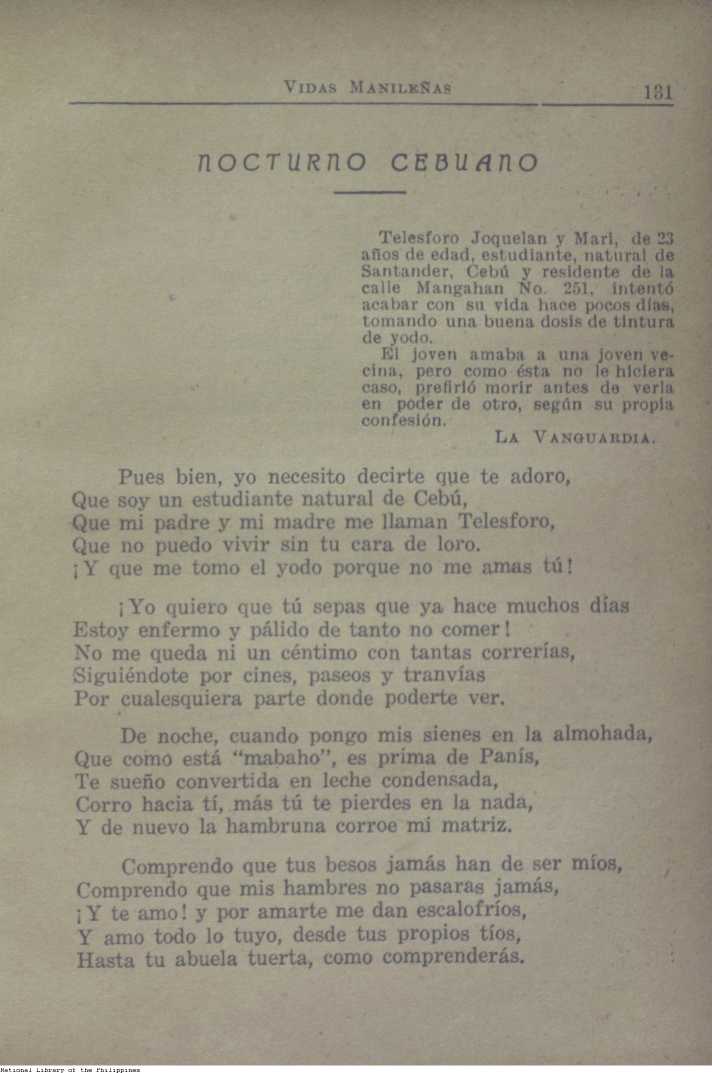 VIDAS MANILEÑAS 131
NOCTURNO CEBUANO
Telesforo Joquelan y Mari, de 23
años de edad, estudiante, natural de
Santander, Cebú y residente de la
calle Mangahan No. 251, intentó
acabar con su vida hace pocos días,
tomando una buena dosis de tintura
de yodo.
El joven amaba a una joven ve-
cina, pero como ésta no le hiciera
caso, prefirió morir antes de verla
en poder de otro, según su propia
confesión.
LA VANGUARDIA.
Pues bien, yo necesito decirte que te adoro,
Que soy un estudiante natural de Cebú,
Que mi padre y mi madre me llaman Telesforo,
Que no puedo vivir sin tu cara de loro.
¡Y que me tomo el yodo porque no me amas tú!
¡Yo quiero que tú sepas que ya hace muchos días
Estoy enfermo y pálido de tanto no comer!
No me queda ni un céntimo con tantas correrías,
Siguiéndote por cines, paseos y tranvías
Por cualesquiera parte donde poderte ver.
De noche, cuando pongo mis sienes en la almohada,
Que como está "mabaho", es prima de Panís,
Te sueño convertida en leche condensada,
Corro hacia tí, más tú te pierdes en la nada,
Y de nuevo la hambruna corroe mi matriz.
Comprendo que tus besos jamás han de ser míos,
Comprendo que mis hambres no pasaras jamás,
¡Y te amo! y por amarte me dan escalofríos,
Y amo todo lo tuyo, desde tus propios tíos,
Hasta tu abuela tuerta, como comprenderás.
National Library of the Philippines